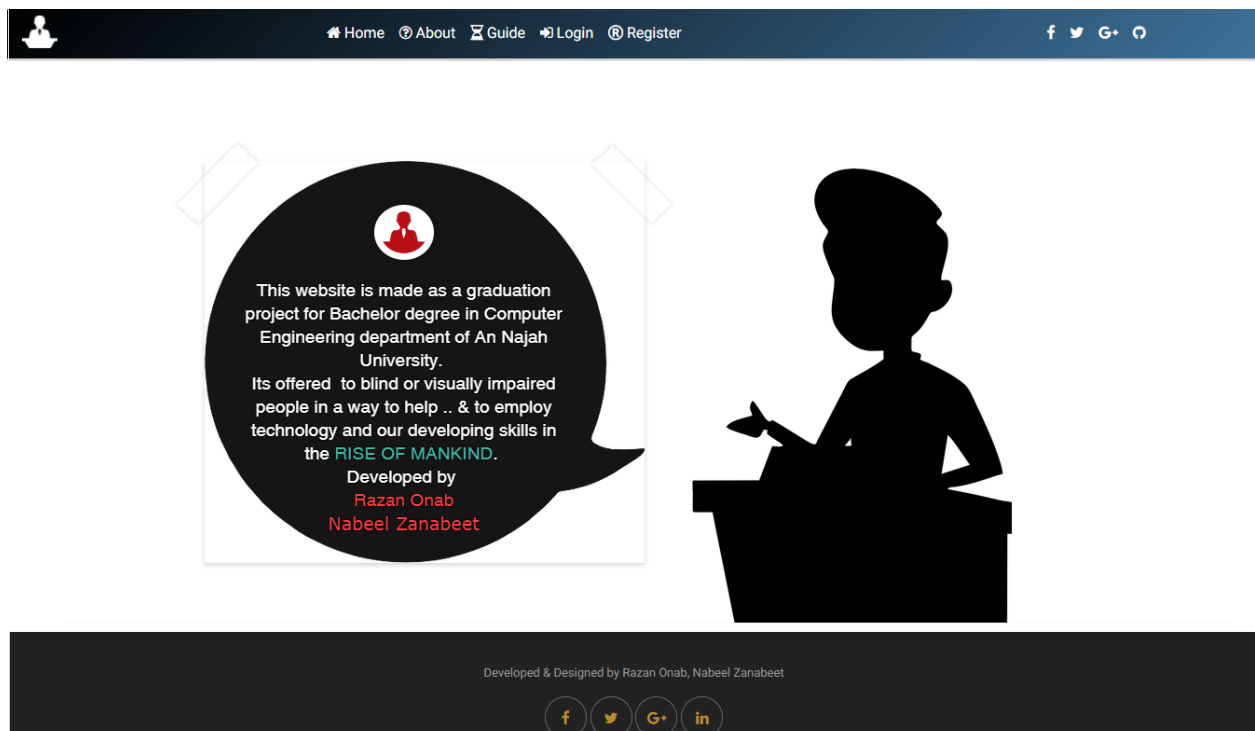 Home About Guide Login Register
This website is made as a graduation
project for Bachelor degree in Computer
Engineering department of An Najah
University.
Its offered to blind or visually impaired
people in a way to help .. & to employ
technology and our developing skills in
the RISE OF MANKIND.
Developed by
Razan Onab
Nabeel Zanabeet
Developed & Designed by Razan Onab, Nabeel Zanabeet